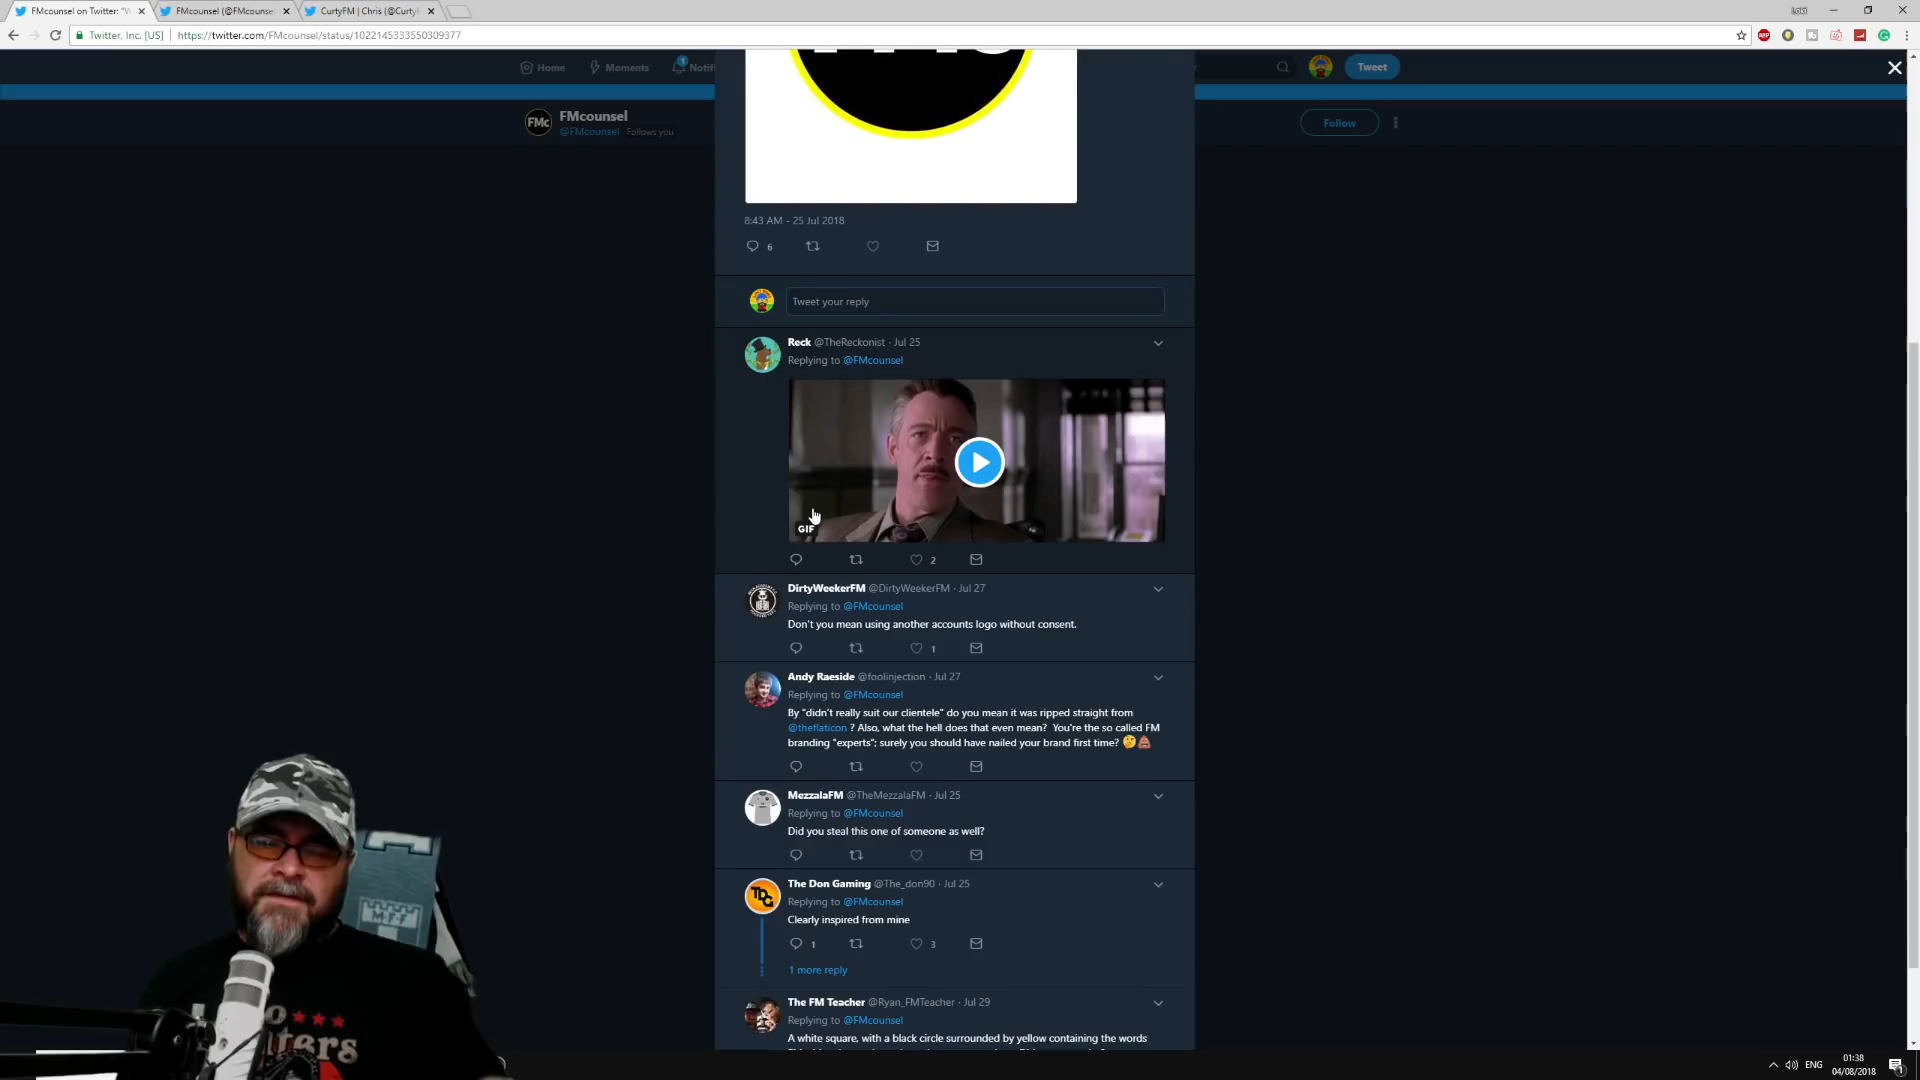 FMcounsel on Twitter: "W
FMcounsel (@FMcounse
CurtyFM | Chris (@Curty
Loki
Twitter, Inc. [US]
https://twitter.com/FMcounsel/status/1022145333550309377
Home
Moments
1
Notif
Tweet
FMc
FMcounsel
@FMcounsel Follows you
Follow
8:43 AM - 25 Jul 2018
6
Tweet your reply
Reck @TheReckonist · Jul 25
Replying to @FMcounsel
GIF
2
DirtyWeekerFM @DirtyWeekerFM · Jul 27
Replying to @FMcounsel
Don't you mean using another accounts logo without consent.
1
Andy Raeside @foolinjection · Jul 27
Replying to @FMcounsel
By "didn't really suit our clientele" do you mean it was ripped straight from
@theflaticon ? Also, what the hell does that even mean? You're the so called FM
branding "experts"; surely you should have nailed your brand first time? 🤔💩
MezzalaFM @TheMezzalaFM · Jul 25
Replying to @FMcounsel
Did you steal this one of someone as well?
TDG
The Don Gaming @The_don90 · Jul 25
Replying to @FMcounsel
Clearly inspired from mine
1
3
1 more reply
The FM Teacher @Ryan_FMTeacher · Jul 29
Replying to @FMcounsel
A white square, with a black circle surrounded by yellow containing the words
M·F·F
ENG
01:38
04/08/2018